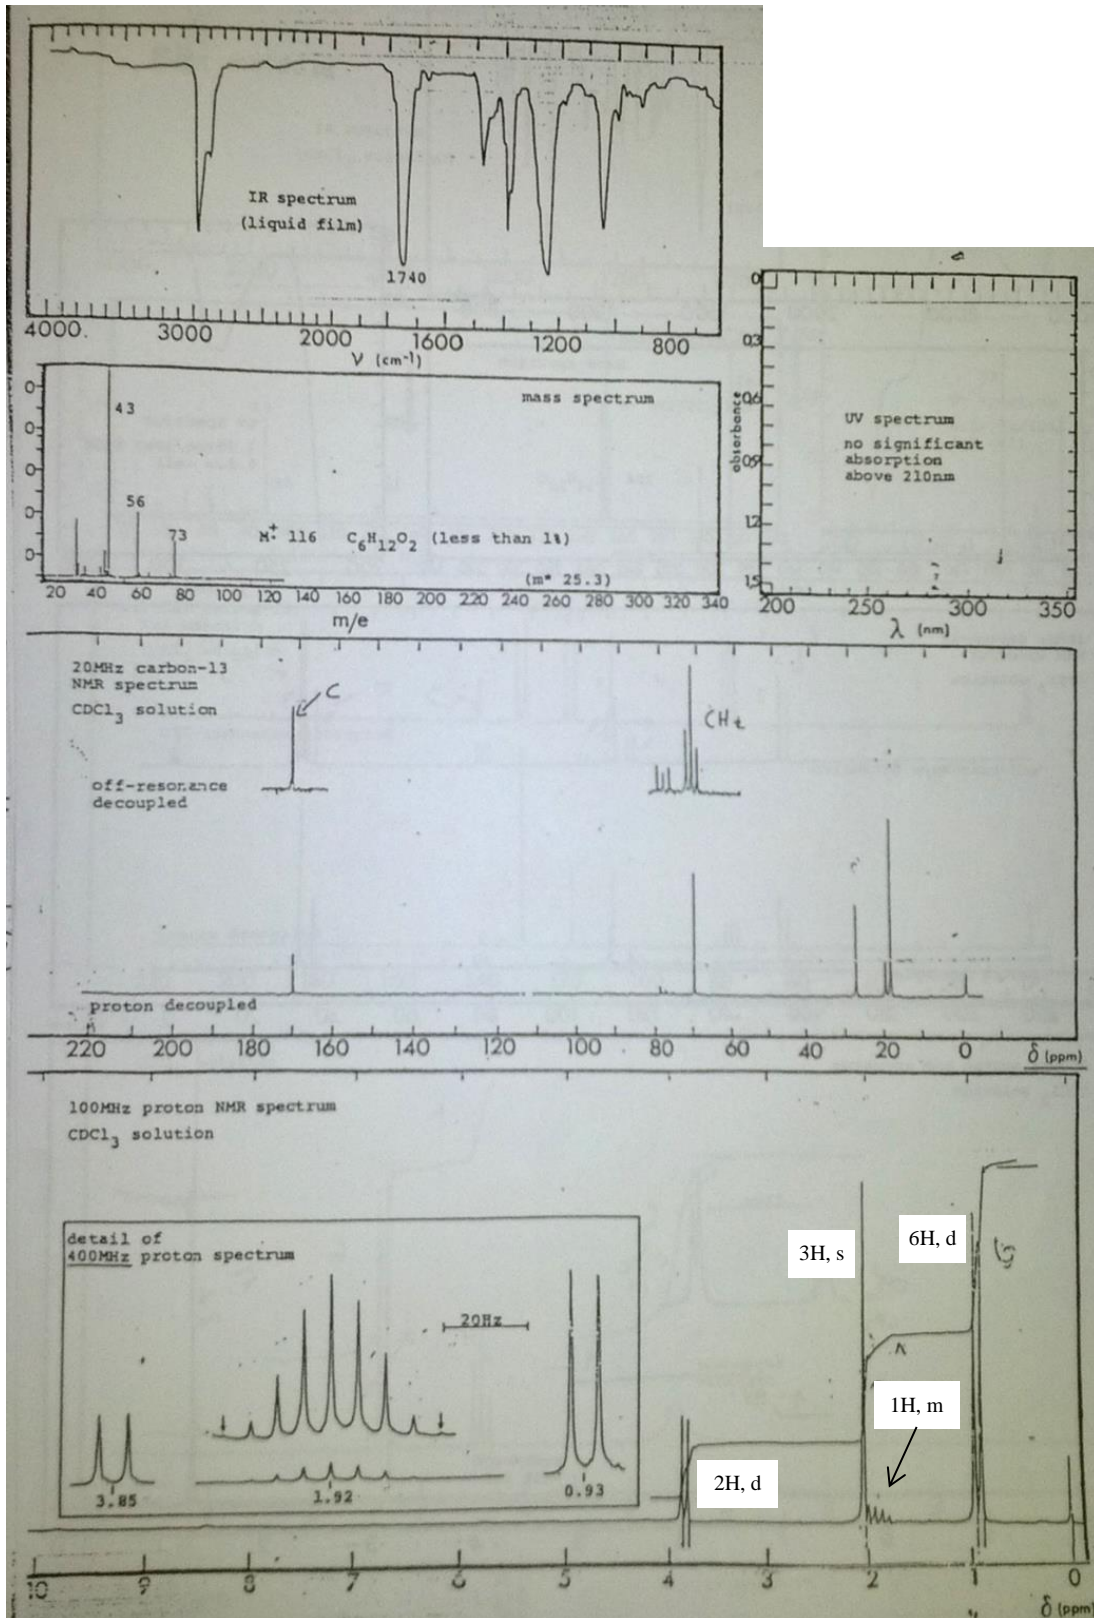 IR spectrum
(liquid film)
1740
4000 3000 2000 1600 1200 800
ν (cm⁻¹)
mass spectrum
43
56
73
M⁺· 116 C₆H₁₂O₂ (less than 1%)
(m* 25.3)
20 40 60 80 100 120 140 160 180 200 220 240 260 280 300 320 340
m/e
0
0.3
0.6
0.9
1.2
1.5
absorbance
UV spectrum
no significant
absorption
above 210nm
200 250 300 350
λ (nm)
20MHz carbon-13
NMR spectrum
CDCl₃ solution
C
CH₂
off-resonance
decoupled
proton decoupled
220 200 180 160 140 120 100 80 60 40 20 0 δ (ppm)
100MHz proton NMR spectrum
CDCl₃ solution
detail of
400MHz proton spectrum
20Hz
3.85 1.92 0.93
3H, s
6H, d
1H, m
2H, d
10 9 8 7 6 5 4 3 2 1 0
δ (ppm)